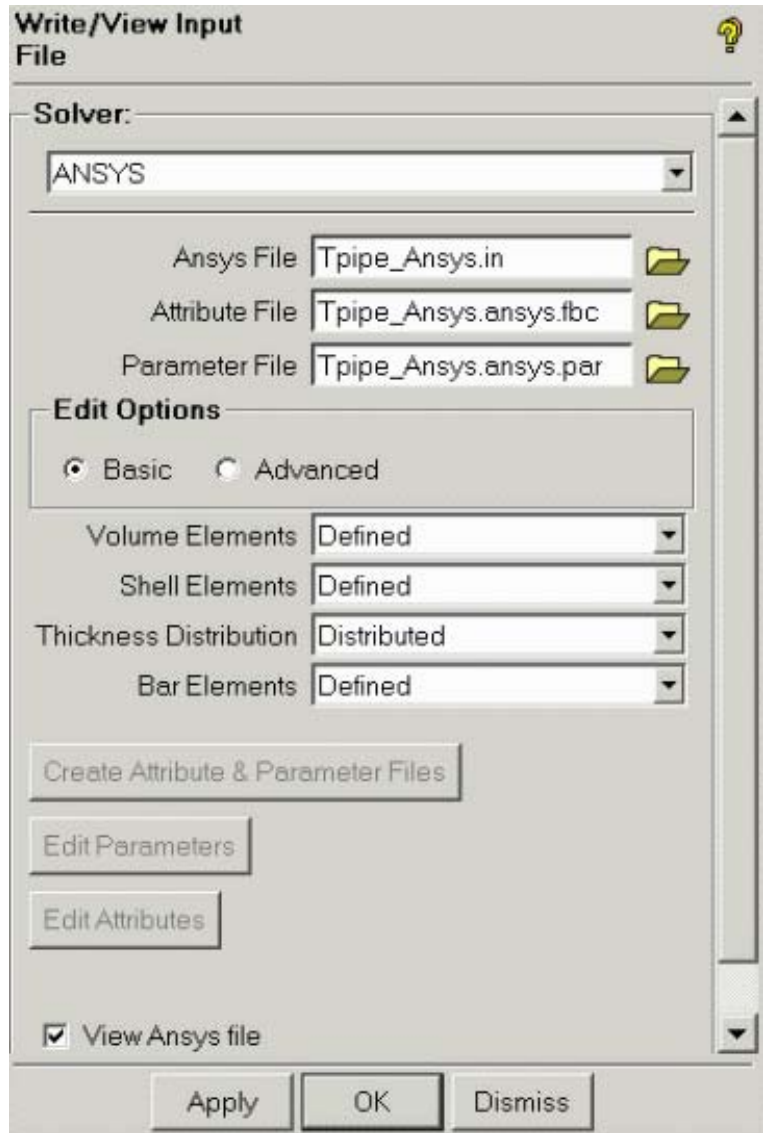 Write/View Input
File
Solver:
ANSYS
Ansys File Tpipe_Ansys.in
Attribute File Tpipe_Ansys.ansys.fbc
Parameter File Tpipe_Ansys.ansys.par
Edit Options
Basic Advanced
Volume Elements Defined
Shell Elements Defined
Thickness Distribution Distributed
Bar Elements Defined
Create Attribute & Parameter Files
Edit Parameters
Edit Attributes
View Ansys file
Apply OK Dismiss